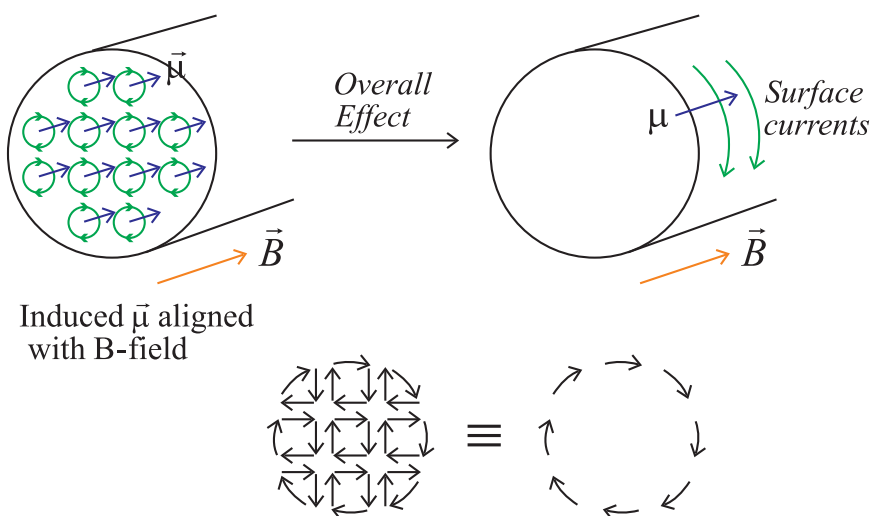 μ⃗
Overall
Effect
μ
Surface
currents
B⃗
B⃗
Induced μ⃗ aligned
with B-field
≡